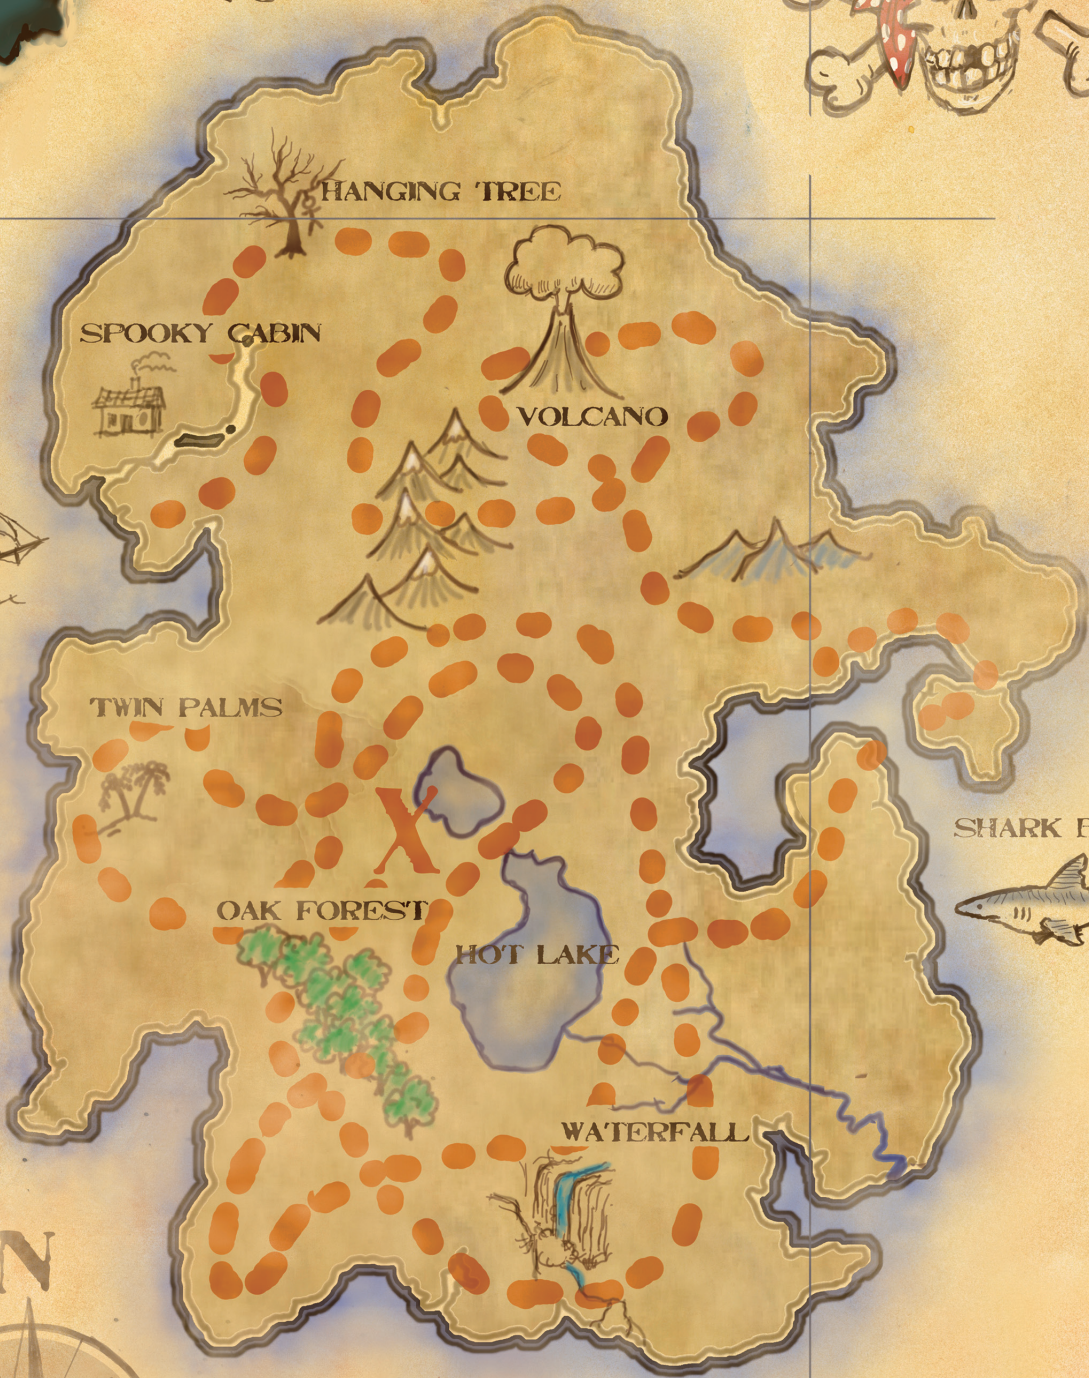 HANGING TREE
SPOOKY CABIN
VOLCANO
TWIN PALMS
X
SHARK
OAK FOREST
HOT LAKE
WATERFALL
N